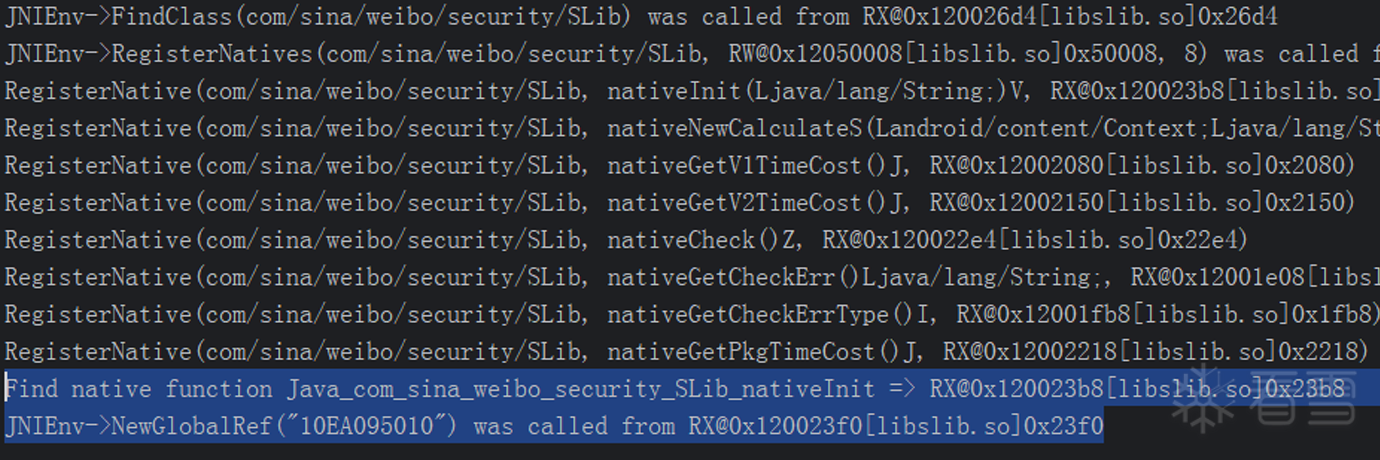 JNIEnv->FindClass(com/sina/weibo/security/SLib) was called from RX@0x120026d4[libslib.so]0x26d4
JNIEnv->RegisterNatives(com/sina/weibo/security/SLib, RW@0x12050008[libslib.so]0x50008, 8) was called f
RegisterNative(com/sina/weibo/security/SLib, nativeInit(Ljava/lang/String;)V, RX@0x120023b8[libslib.so]
RegisterNative(com/sina/weibo/security/SLib, nativeNewCalculateS(Landroid/content/Context;Ljava/lang/St
RegisterNative(com/sina/weibo/security/SLib, nativeGetV1TimeCost()J, RX@0x12002080[libslib.so]0x2080)
RegisterNative(com/sina/weibo/security/SLib, nativeGetV2TimeCost()J, RX@0x12002150[libslib.so]0x2150)
RegisterNative(com/sina/weibo/security/SLib, nativeCheck()Z, RX@0x120022e4[libslib.so]0x22e4)
RegisterNative(com/sina/weibo/security/SLib, nativeGetCheckErr()Ljava/lang/String;, RX@0x12001e08[libsl
RegisterNative(com/sina/weibo/security/SLib, nativeGetCheckErrType()I, RX@0x12001fb8[libslib.so]0x1fb8)
RegisterNative(com/sina/weibo/security/SLib, nativeGetPkgTimeCost()J, RX@0x12002218[libslib.so]0x2218)
Find native function Java_com_sina_weibo_security_SLib_nativeInit => RX@0x120023b8[libslib.so]0x23b8
JNIEnv->NewGlobalRef("10EA095010") was called from RX@0x120023f0[libslib.so]0x23f0
看雪